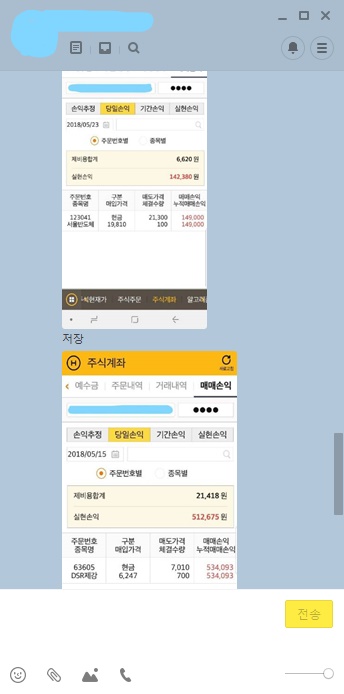 손익추정 당일손익 기간손익 실현손익
2018/05/23
주문번호별 종목별
제비용합계 6,620 원
실현손익 142,380 원
주문번호 구분 매도가격 매매손익
종목명 매입가격 체결수량 누적매매손익
123041 현금 21,300 149,000
서울반도체 19,810 100 149,000
현재가 주식주문 주식계좌 알고래
저장
주식계좌 새로고침
예수금 주문내역 거래내역 매매손익
손익추정 당일손익 기간손익 실현손익
2018/05/15
주문번호별 종목별
제비용합계 21,418 원
실현손익 512,675 원
주문번호 구분 매도가격 매매손익
종목명 매입가격 체결수량 누적매매손익
63605 현금 7,010 534,093
DSR제강 6,247 700 534,093
전송